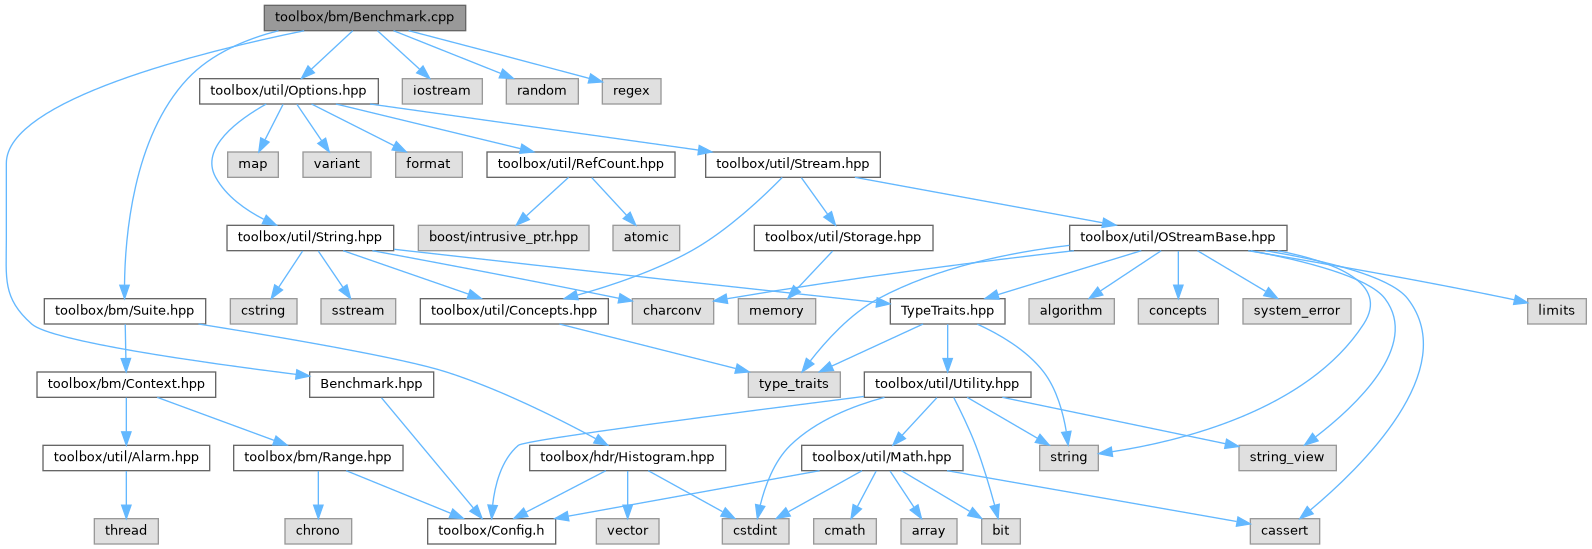 toolbox/bm/Benchmark.cpp
toolbox/util/Options.hpp
iostream
random
regex
map
variant
format
toolbox/util/RefCount.hpp
toolbox/util/Stream.hpp
toolbox/util/String.hpp
boost/intrusive_ptr.hpp
atomic
toolbox/util/Storage.hpp
toolbox/util/OStreamBase.hpp
toolbox/bm/Suite.hpp
cstring
sstream
toolbox/util/Concepts.hpp
charconv
memory
TypeTraits.hpp
algorithm
concepts
system_error
limits
toolbox/bm/Context.hpp
Benchmark.hpp
type_traits
toolbox/util/Utility.hpp
toolbox/util/Alarm.hpp
toolbox/bm/Range.hpp
toolbox/hdr/Histogram.hpp
toolbox/util/Math.hpp
string
string_view
thread
chrono
toolbox/Config.h
vector
cstdint
cmath
array
bit
cassert